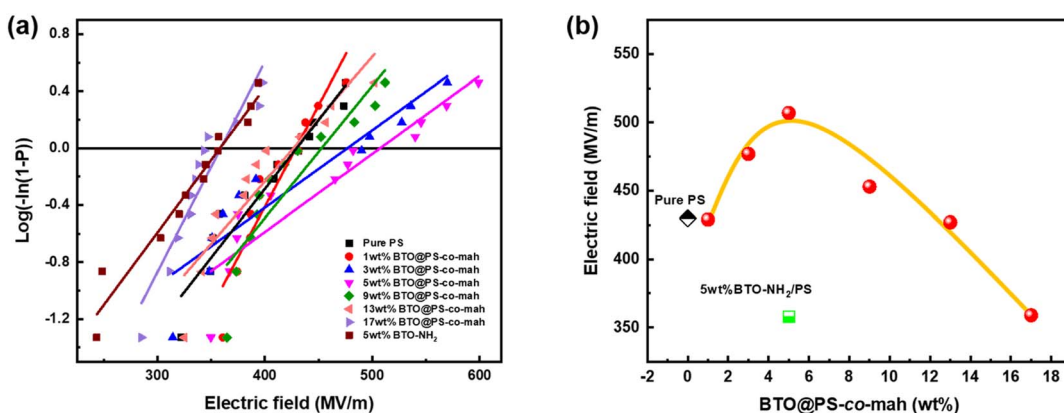 (a)
0.8
0.4
0.0
-0.4
-0.8
-1.2
Log(-ln(1-P))
Pure PS
1wt% BTO@PS-co-mah
3wt% BTO@PS-co-mah
5wt% BTO@PS-co-mah
9wt% BTO@PS-co-mah
13wt% BTO@PS-co-mah
17wt% BTO@PS-co-mah
5wt% BTO-NH₂
300 400 500 600
Electric field (MV/m)
(b)
550
500
450
400
350
Electric field (MV/m)
Pure PS
5wt%BTO-NH₂/PS
-2 0 2 4 6 8 10 12 14 16 18
BTO@PS-co-mah (wt%)